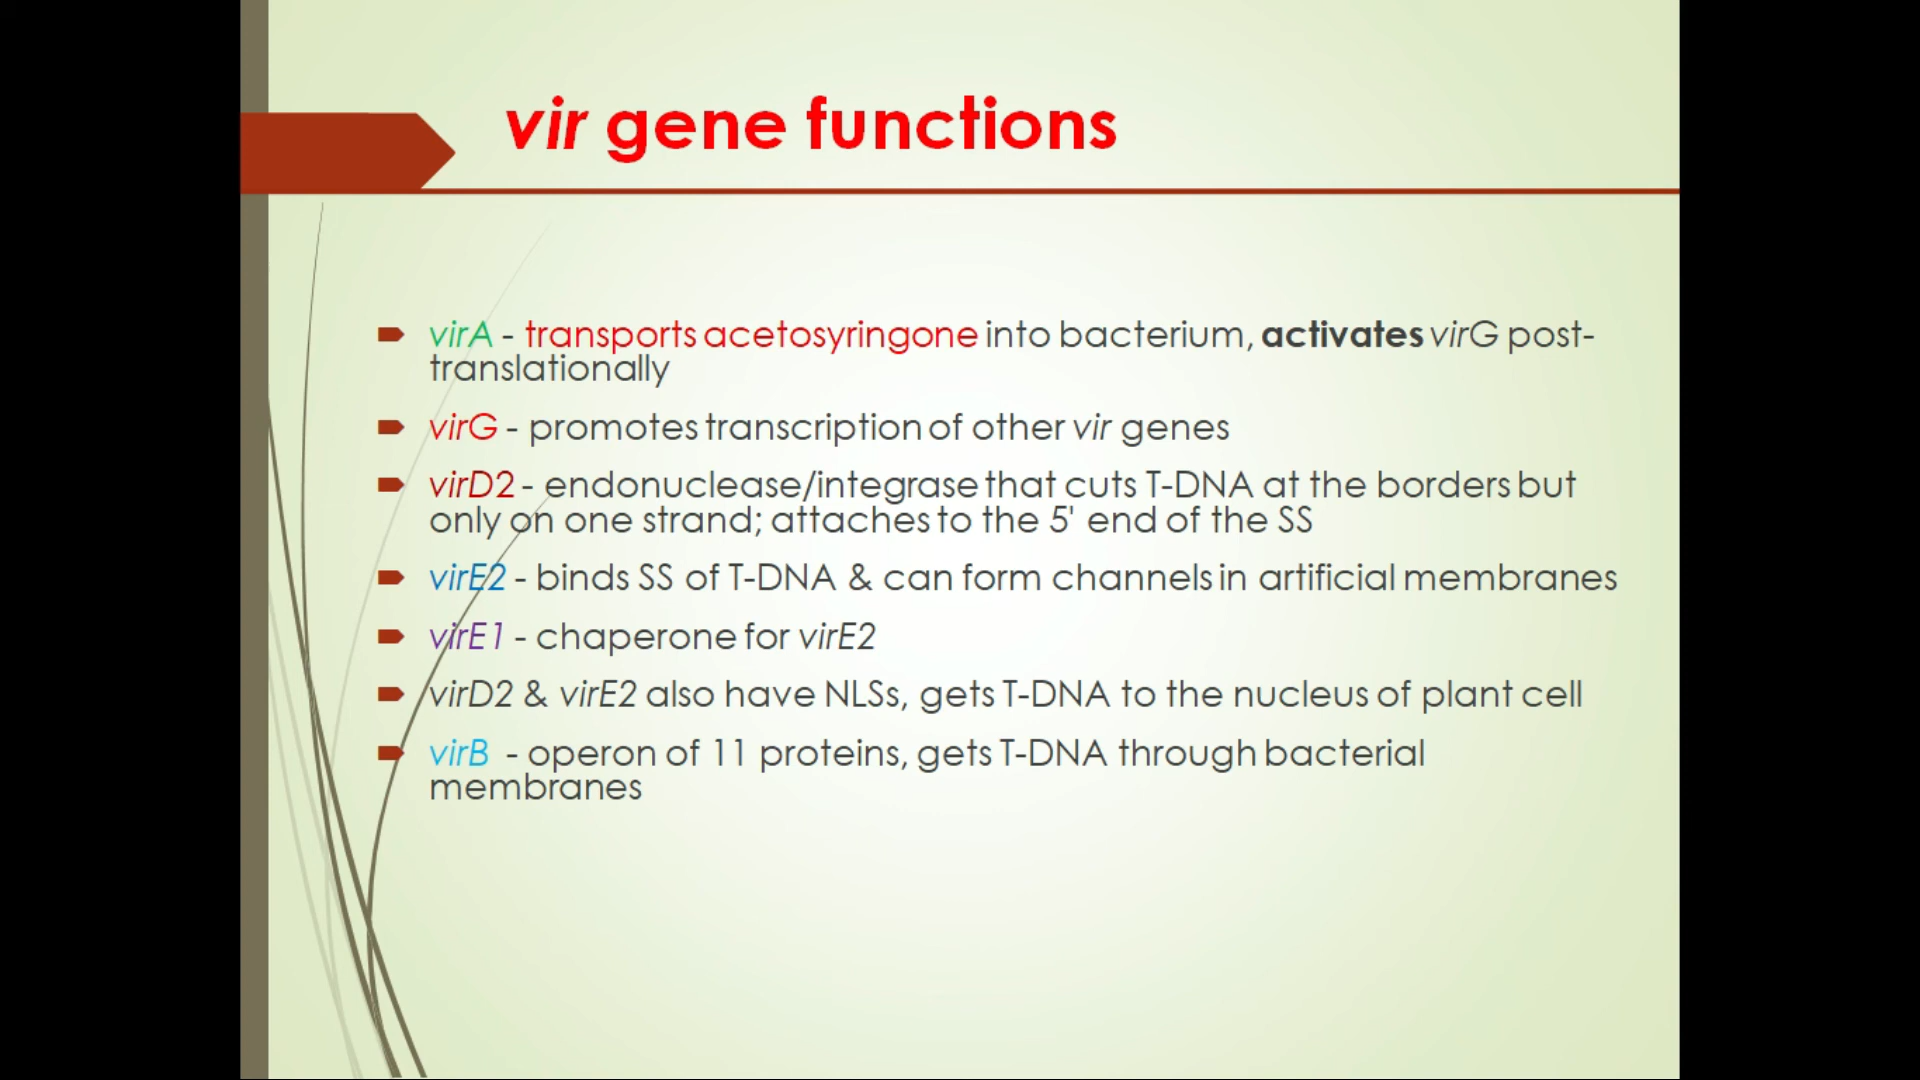 vir gene functions
virA - transports acetosyringone into bacterium, activates virG post-
translationally
virG - promotes transcription of other vir genes
virD2 - endonuclease/integrase that cuts T-DNA at the borders but
only on one strand; attaches to the 5' end of the SS
virE2 - binds SS of T-DNA & can form channels in artificial membranes
virE1 - chaperone for virE2
virD2 & virE2 also have NLSs, gets T-DNA to the nucleus of plant cell
virB - operon of 11 proteins, gets T-DNA through bacterial
membranes